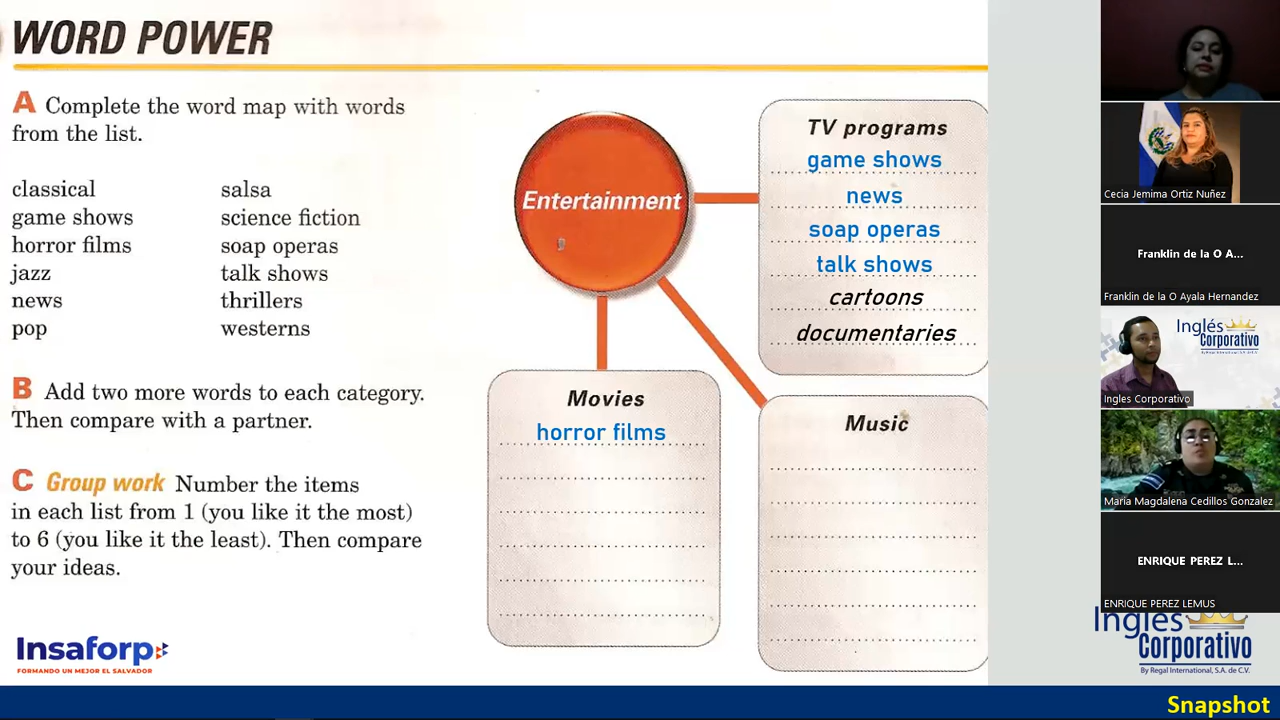 WORD POWER
A Complete the word map with words
from the list.
classical
game shows
horror films
jazz
news
pop
salsa
science fiction
soap operas
talk shows
thrillers
westerns
B Add two more words to each category.
Then compare with a partner.
C Group work Number the items
in each list from 1 (you like it the most)
to 6 (you like it the least). Then compare
your ideas.
Entertainment
TV programs
game shows
news
soap operas
talk shows
cartoons
documentaries
Movies
horror films
Music
Insaforp
FORMANDO UN MEJOR EL SALVADOR
Cecia Jemima Ortiz Nuñez
Franklin de la O A...
Franklin de la O Ayala Hernandez
Inglés
Corporativo
By Regal International, S.A. de C.V.
Ingles Corporativo
María Magdalena Cedillos Gonzalez
ENRIQUE PEREZ L...
ENRIQUE PEREZ LEMUS
Inglés
Corporativo
By Regal International, S.A. de C.V.
Snapshot